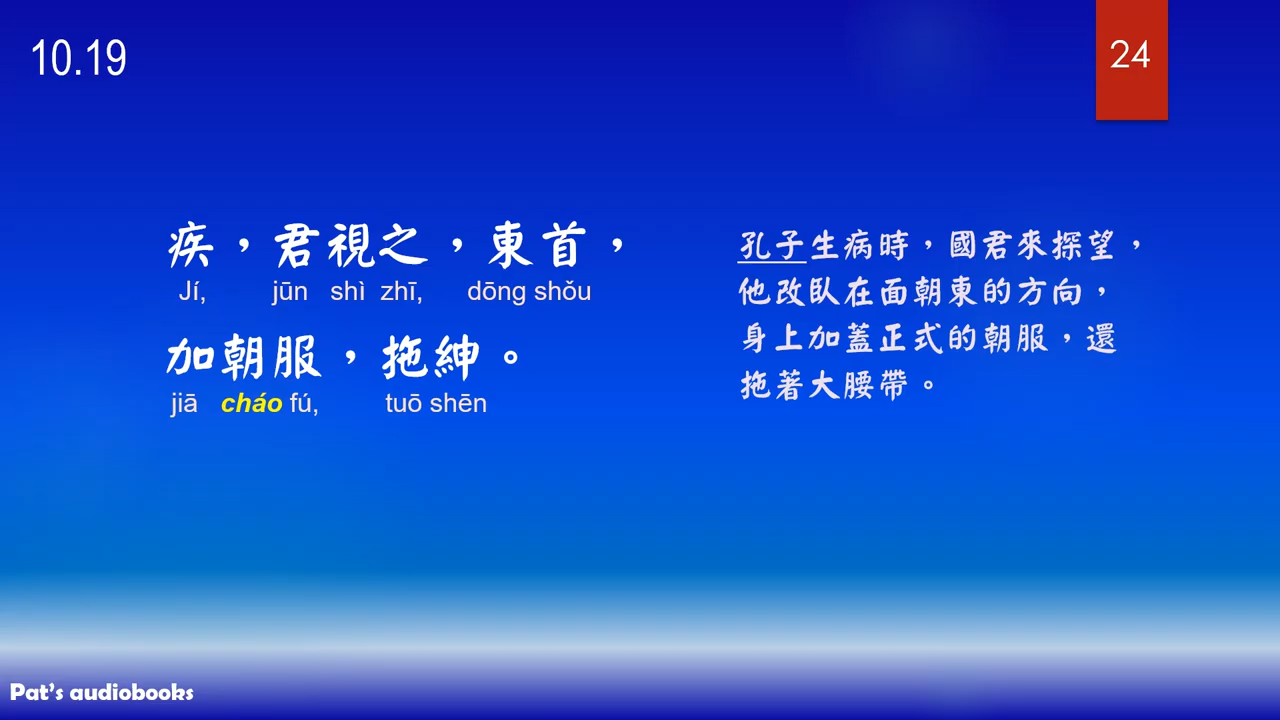 10.19
24
疾，君視之，東首，
Jí, jūn shì zhī, dōng shǒu
加朝服，拖紳。
jiā cháo fú, tuō shēn
孔子生病時，國君來探望，
他改臥在面朝東的方向，
身上加蓋正式的朝服，還
拖著大腰帶。
Pat's audiobooks